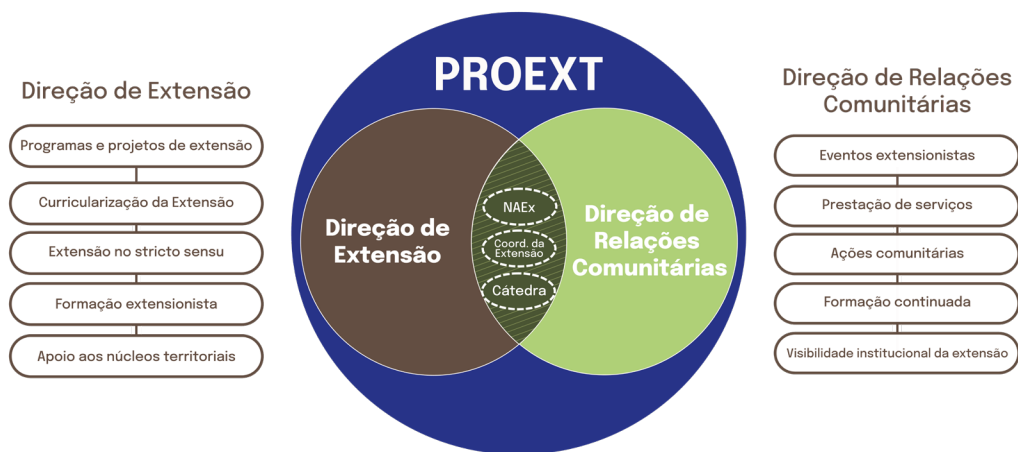 Direção de Extensão
Programas e projetos de extensão
Curricularização da Extensão
Extensão no stricto sensu
Formação extensionista
Apoio aos núcleos territoriais
PROEXT
Direção de
Extensão
NAEx
Coord. da
Extensão
Cátedra
Direção de
Relações
Comunitárias
Direção de Relações
Comunitárias
Eventos extensionistas
Prestação de serviços
Ações comunitárias
Formação continuada
Visibilidade institucional da extensão